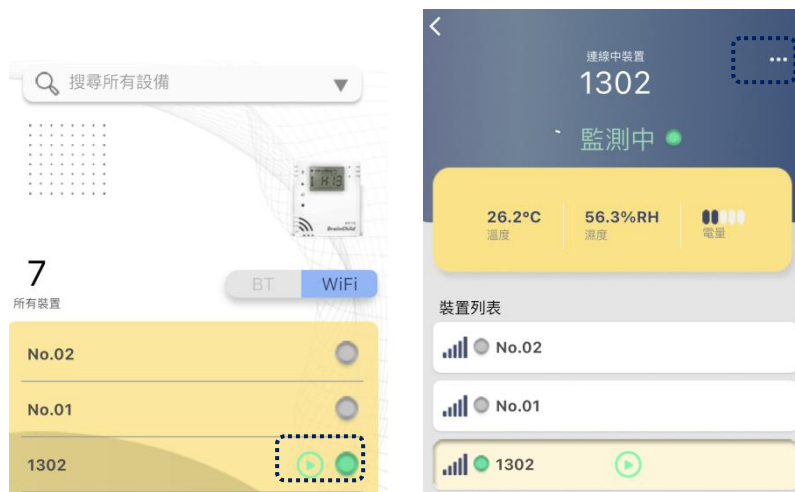 搜尋所有設備
BrainChild
7
所有裝置
BT
WiFi
No.02
No.01
1302
連線中裝置
1302
監測中
26.2°C
溫度
56.3%RH
濕度
電量
裝置列表
No.02
No.01
1302